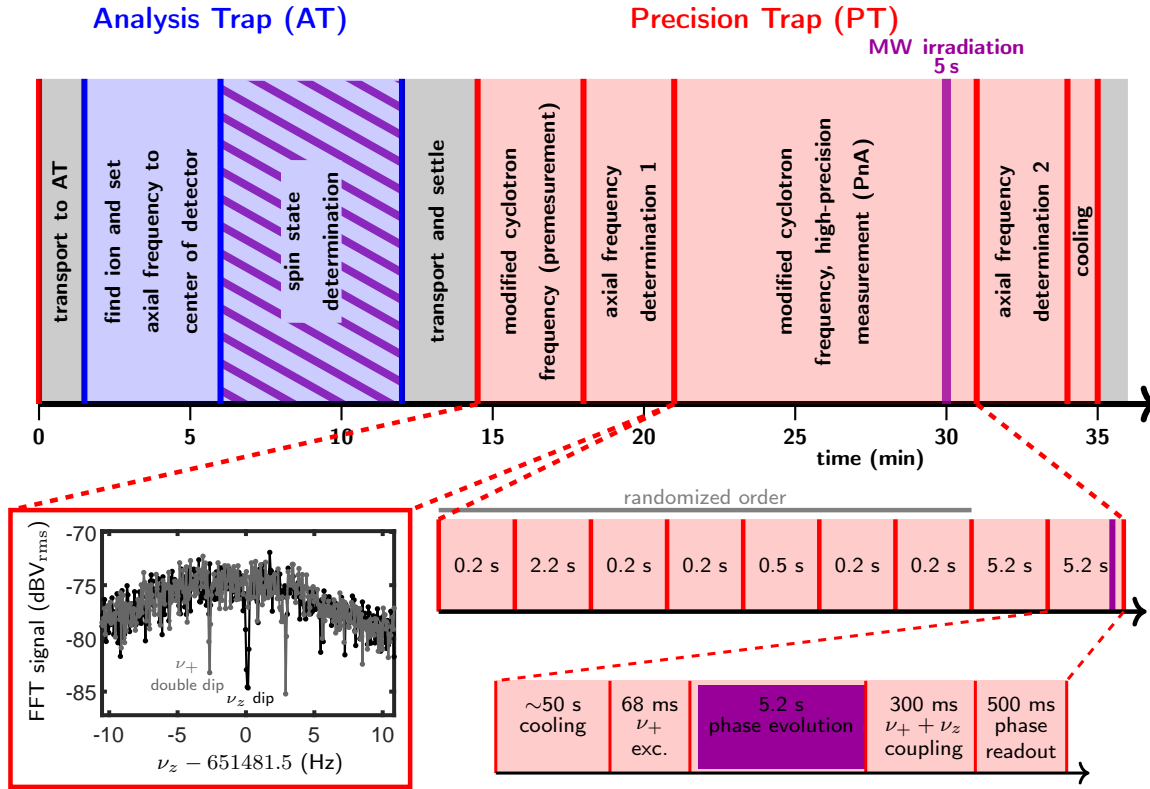 Analysis Trap (AT)
Precision Trap (PT)
MW irradiation
5 s
transport to AT
find ion and set
axial frequency to
center of detector
spin state
determination
transport and settle
modified cyclotron
frequency (premesurement)
axial frequency
determination 1
modified cyclotron
frequency, high-precision
measurement (PnA)
axial frequency
determination 2
cooling
0
5
10
15
20
25
30
35
time (min)
randomized order
0.2 s
2.2 s
0.2 s
0.2 s
0.5 s
0.2 s
0.2 s
5.2 s
5.2 s
FFT signal (dBV_rms)
-70
-75
-80
-85
ν₊
double dip
ν_z dip
-10
-5
0
5
10
ν_z − 651481.5 (Hz)
∼50 s
cooling
68 ms
ν₊
exc.
5.2 s
phase evolution
300 ms
ν₊ + ν_z
coupling
500 ms
phase
readout